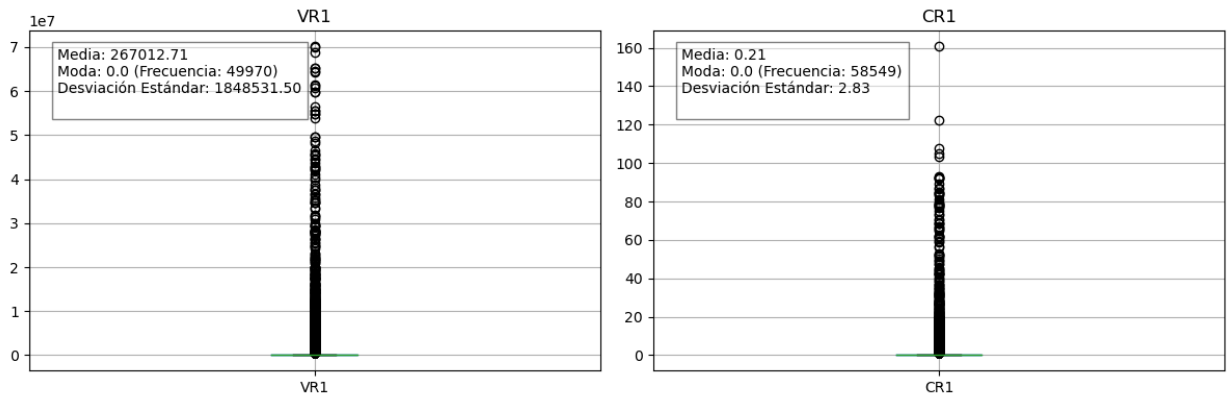 VR1
1e7
7
6
5
4
3
2
1
0
Media: 267012.71
Moda: 0.0 (Frecuencia: 49970)
Desviación Estándar: 1848531.50
VR1
CR1
160
140
120
100
80
60
40
20
0
Media: 0.21
Moda: 0.0 (Frecuencia: 58549)
Desviación Estándar: 2.83
CR1